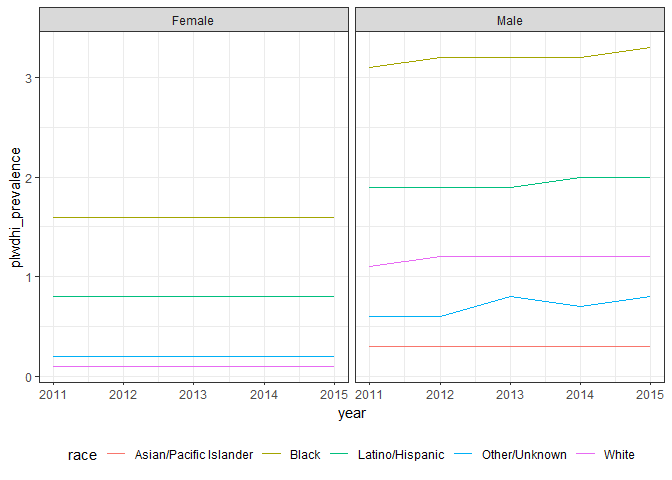 Female Male
plwdhi_prevalence
3
2
1
0
2011 2012 2013 2014 2015 2011 2012 2013 2014 2015
year
race Asian/Pacific Islander Black Latino/Hispanic Other/Unknown White